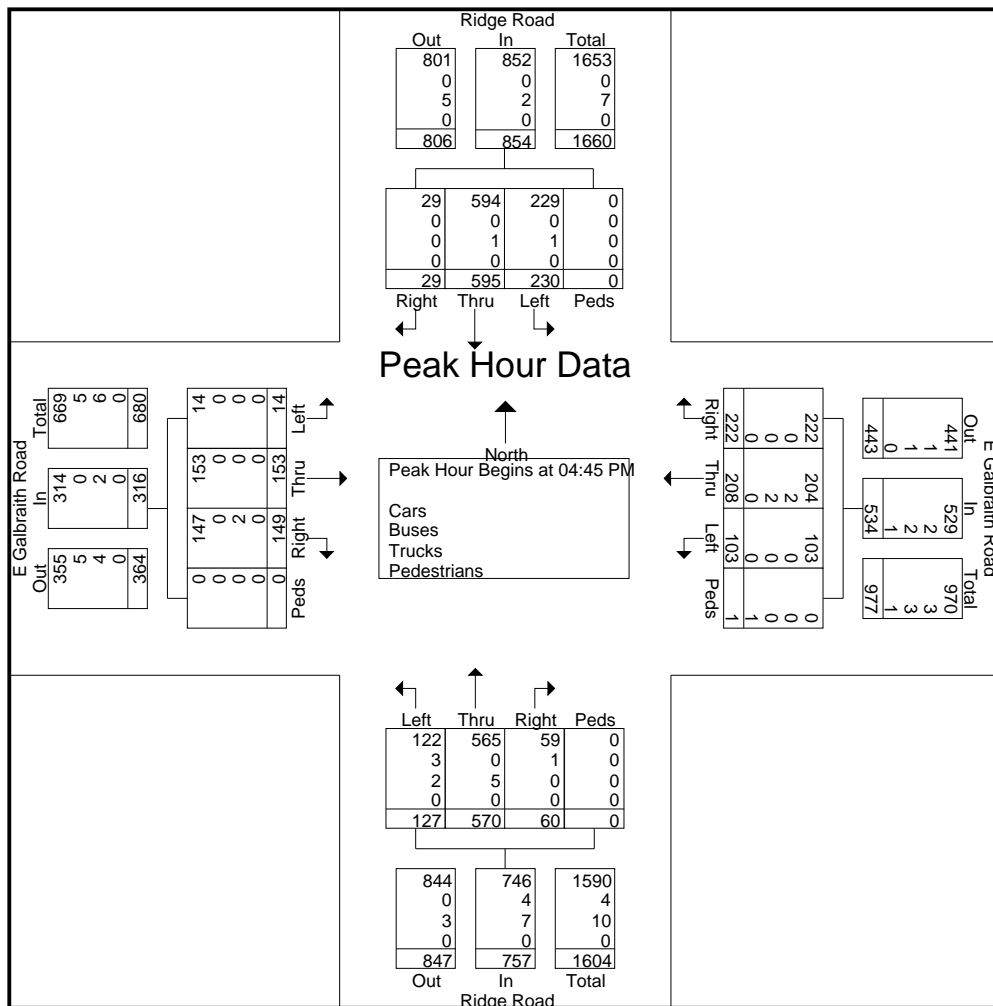 Ridge Road
Out In Total
801 852 1653
0 0 0
5 2 7
0 0 0
806 854 1660
29 594 229 0
0 0 0 0
0 1 1 0
0 0 0 0
29 595 230 0
Right Thru Left Peds
Peak Hour Data
North
Peak Hour Begins at 04:45 PM
Cars
Buses
Trucks
Pedestrians
E Galbraith Road
Out In Total
355 314 669
5 0 5
4 2 6
0 0 0
364 316 680
0 147 153 14
0 0 0 0
0 2 0 0
0 0 0 0
0 149 153 14
Peds Right Thru Left
Right Thru Left Peds
222 208 103 1
0 0 0 1
0 2 0 0
0 2 0 0
222 204 103 0
E Galbraith Road
Out In Total
441 529 970
1 2 3
1 2 3
0 1 1
443 534 977
Left Thru Right Peds
122 565 59 0
3 0 1 0
2 5 0 0
0 0 0 0
127 570 60 0
844 746 1590
0 4 4
3 7 10
0 0 0
847 757 1604
Out In Total
Ridge Road